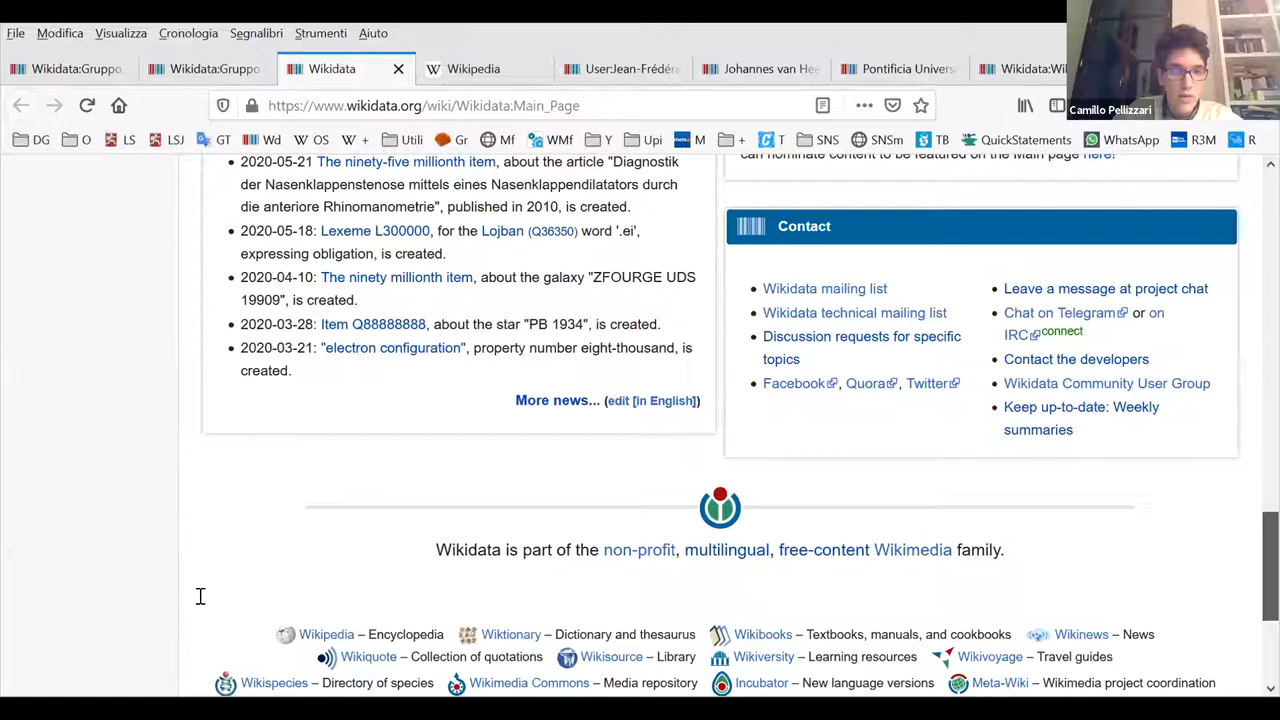 File Modifica Visualizza Cronologia Segnalibri Strumenti Aiuto
Wikidata:Gruppo Wikidata:Gruppo Wikidata Wikipedia User:Jean-Frédéri Johannes van Hee Pontificia Univers Wikidata:Wi
Camillo Pellizzari
https://www.wikidata.org/wiki/Wikidata:Main_Page
DG O LS LSJ GT Wd OS + Utili Gr Mf WMf Y Upi M + T SNS SNSm TB QuickStatements WhatsApp R3M R
can nominate content to be featured on the Main page here!
2020-05-21 The ninety-five millionth item, about the article "Diagnostik
der Nasenklappenstenose mittels eines Nasenklappendilatators durch
die anteriore Rhinomanometrie", published in 2010, is created.
2020-05-18: Lexeme L300000, for the Lojban (Q36350) word '.ei',
expressing obligation, is created.
2020-04-10: The ninety millionth item, about the galaxy "ZFOURGE UDS
19909", is created.
2020-03-28: Item Q88888888, about the star "PB 1934", is created.
2020-03-21: "electron configuration", property number eight-thousand, is
created.
More news... (edit [in English])
Contact
Wikidata mailing list
Wikidata technical mailing list
Discussion requests for specific
topics
Facebook, Quora, Twitter
Leave a message at project chat
Chat on Telegram or on
IRC connect
Contact the developers
Wikidata Community User Group
Keep up-to-date: Weekly
summaries
Wikidata is part of the non-profit, multilingual, free-content Wikimedia family.
Wikipedia – Encyclopedia Wiktionary – Dictionary and thesaurus Wikibooks – Textbooks, manuals, and cookbooks Wikinews – News
Wikiquote – Collection of quotations Wikisource – Library Wikiversity – Learning resources Wikivoyage – Travel guides
Wikispecies – Directory of species Wikimedia Commons – Media repository Incubator – New language versions Meta-Wiki – Wikimedia project coordination